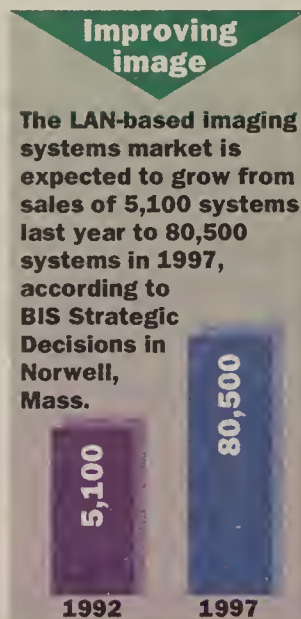 Improving
image
The LAN-based imaging
systems market is
expected to grow from
sales of 5,100 systems
last year to 80,500
systems in 1997,
according to
BIS Strategic
Decisions in
Norwell,
Mass.
5,100
80,500
1992 1997